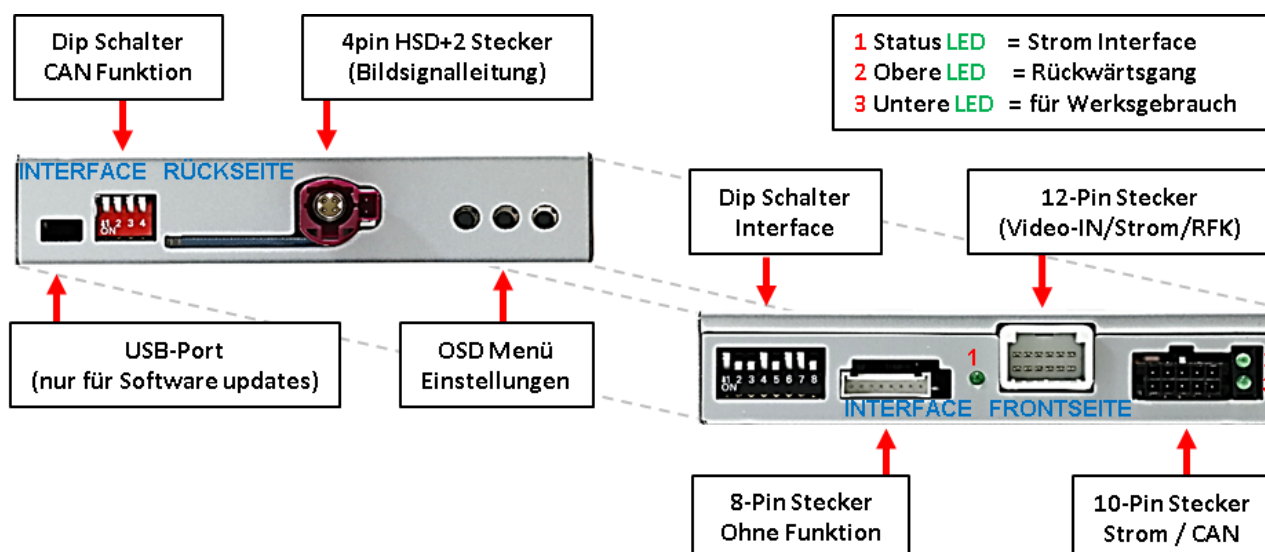 Dip Schalter
CAN Funktion
4pin HSD+2 Stecker
(Bildsignalleitung)
1 Status LED = Strom Interface
2 Obere LED = Rückwärtsgang
3 Untere LED = für Werksgebrauch
INTERFACE RÜCKSEITE
1 2 3 4
ON
Dip Schalter
Interface
12-Pin Stecker
(Video-IN/Strom/RFK)
USB-Port
(nur für Software updates)
OSD Menü
Einstellungen
1
1 2 3 4 5 6 7 8
ON
INTERFACE FRONTSEITE
8-Pin Stecker
Ohne Funktion
10-Pin Stecker
Strom / CAN